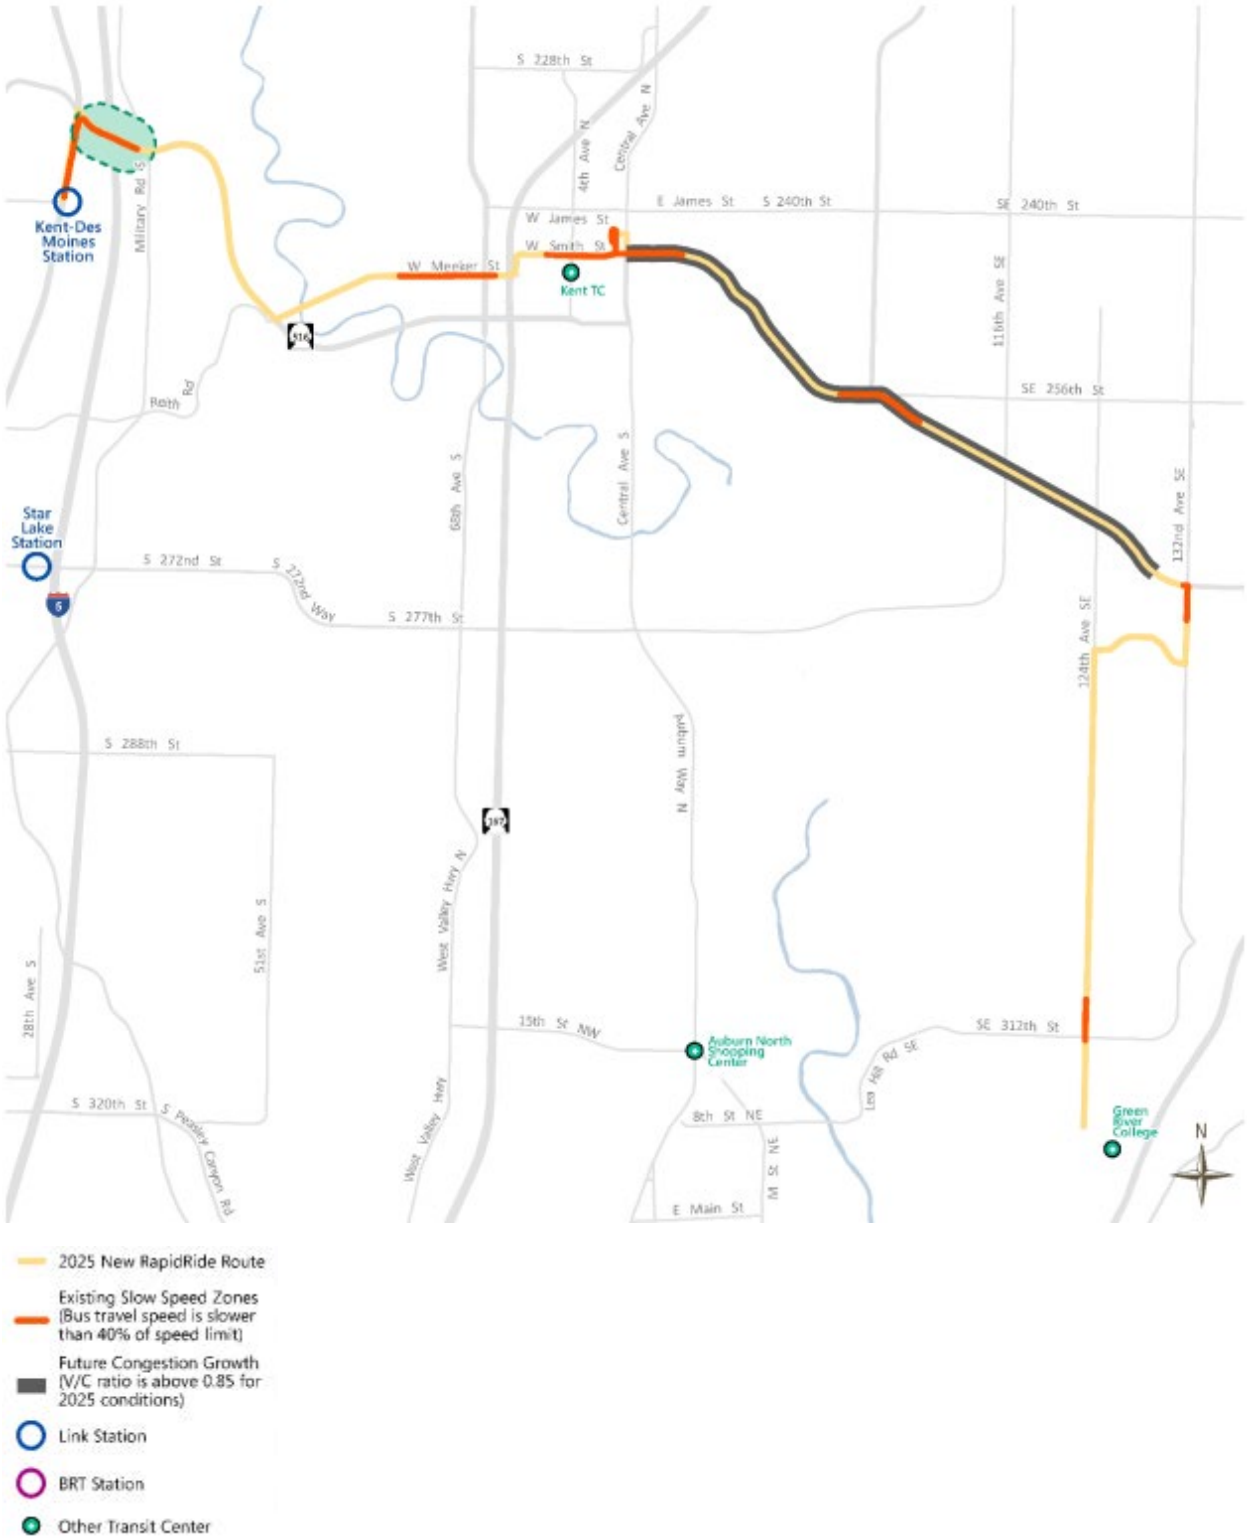 S 228th St
Central Ave N
4th Ave N
Military Rd S
E James St
S 240th St
SE 240th St
W James St
W Smith St
Kent-Des
Moines
Station
W Meeker St
Kent TC
116th Ave SE
516
SE 256th St
Reith Rd
68th Ave S
Central Ave S
132nd Ave SE
Star
Lake
Station
S 272nd St
S 272nd Way
5
S 277th St
124th Ave SE
S 288th St
Auburn Way N
167
West Valley Hwy N
51st Ave S
28th Ave S
15th St NW
SE 312th St
Auburn North
Shopping
Center
Lea Hill Rd SE
S 320th St
S Peasley Canyon Rd
West Valley Hwy
8th St NE
M St NE
Green
River
College
N
E Main St
2025 New RapidRide Route
Existing Slow Speed Zones
(Bus travel speed is slower
than 40% of speed limit)
Future Congestion Growth
(V/C ratio is above 0.85 for
2025 conditions)
Link Station
BRT Station
Other Transit Center